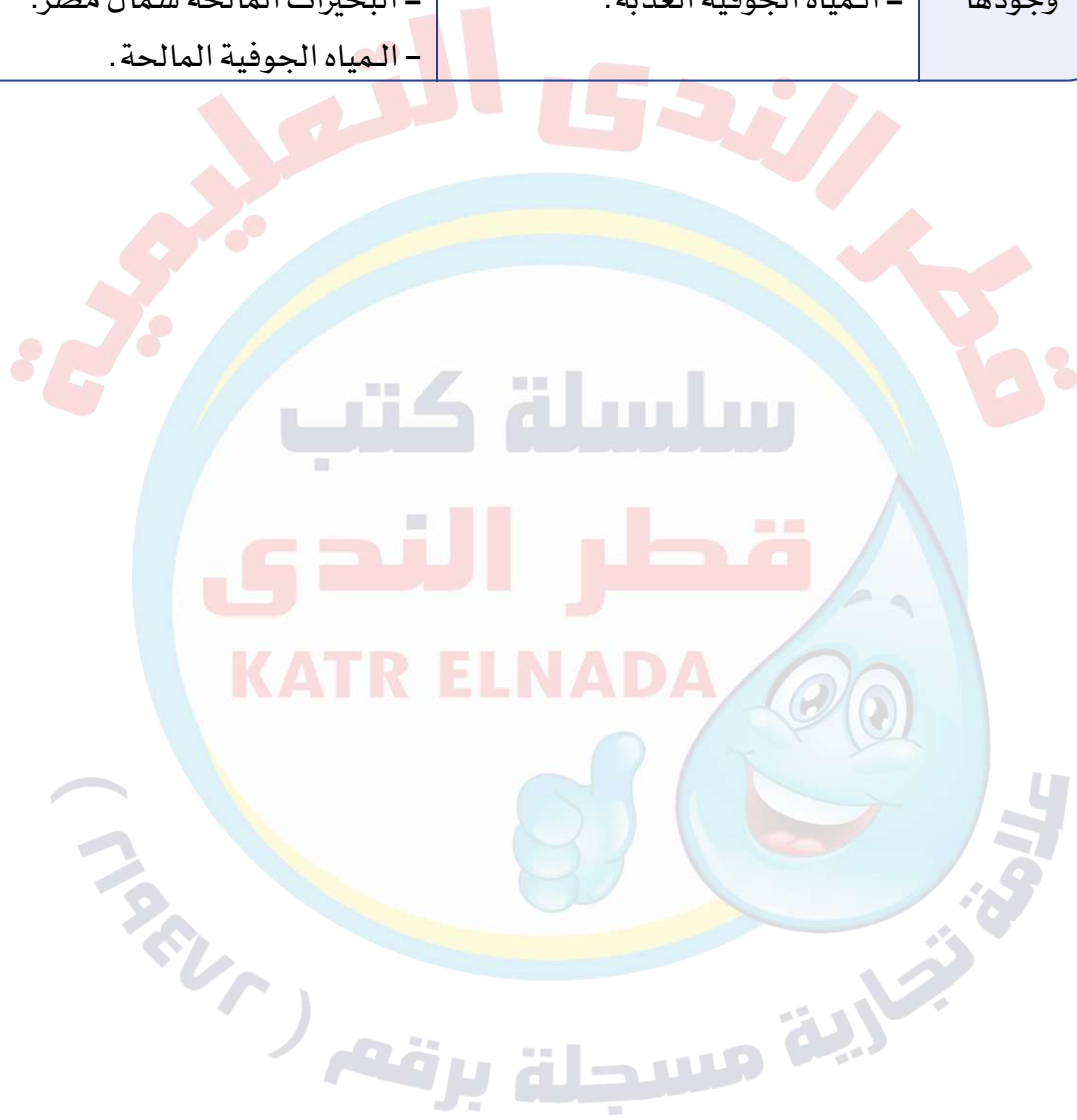 وجودها – المياه الجوفية العذبة. – البحيرات المالحة شمال مصر.
– المياه الجوفية المالحة.
قطر الندى التعليمية
سلسلة كتب
قطر الندى
KATR ELNADA
علامة تجارية مسجلة برقم ( ٢١٩٤٧٢ )